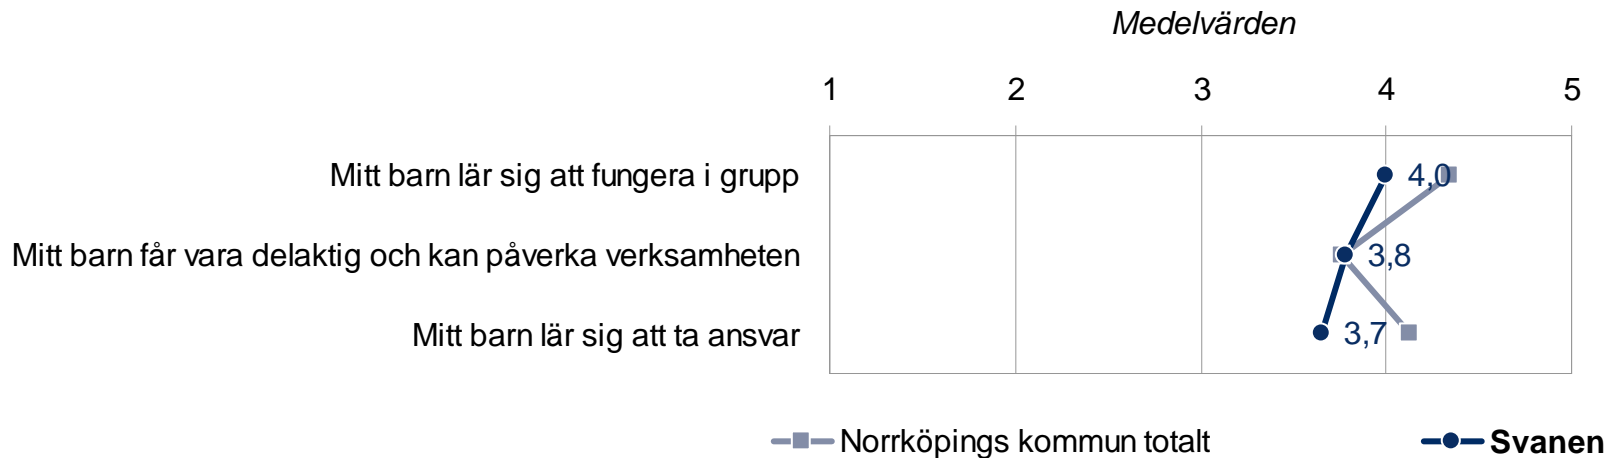 Medelvärden
1 2 3 4 5
Mitt barn lär sig att fungera i grupp 4,0
Mitt barn får vara delaktig och kan påverka verksamheten 3,8
Mitt barn lär sig att ta ansvar 3,7
Norrköpings kommun totalt Svanen